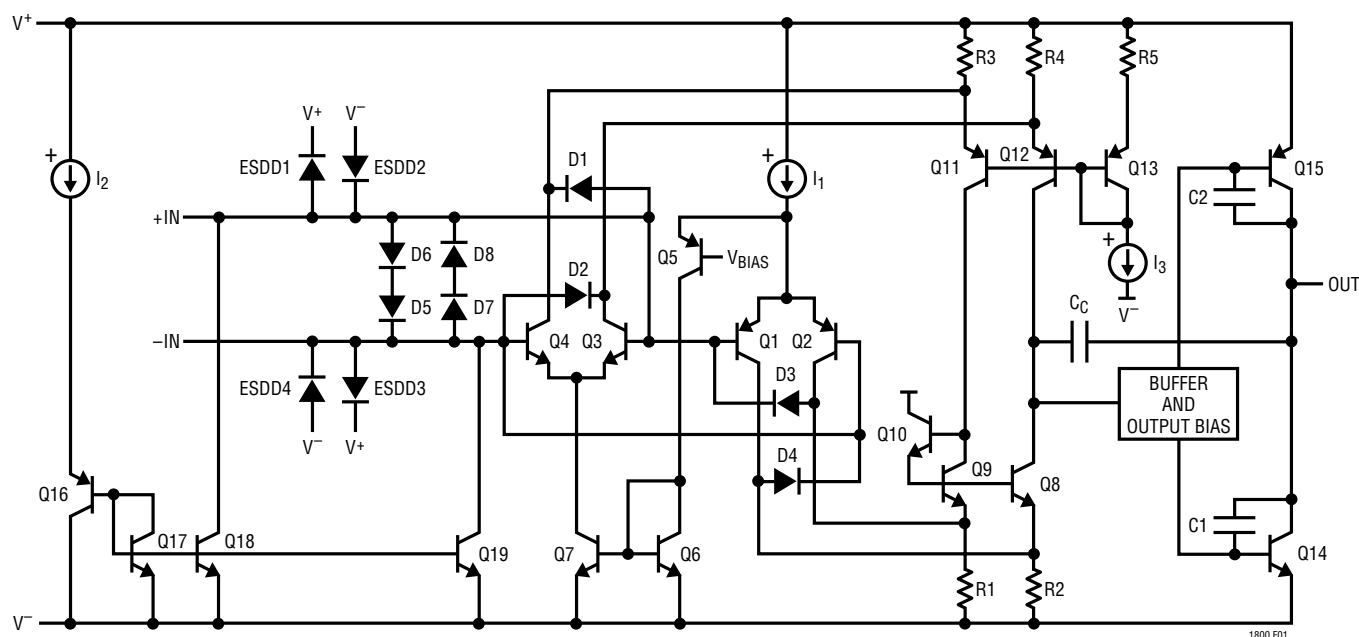 V+
R3
R4
R5
V+
V−
+
I2
ESDD1
ESDD2
D1
+
I1
Q11
Q12
Q13
Q15
C2
+IN
D6
D8
Q5
VBIAS
+
I3
D2
V−
OUT
D5
D7
CC
−IN
Q4
Q3
Q1
Q2
ESDD4
ESDD3
D3
BUFFER
AND
OUTPUT BIAS
V−
V+
Q10
D4
Q9
Q8
Q16
C1
Q17
Q18
Q19
Q7
Q6
Q14
R1
R2
V−
1800 F01